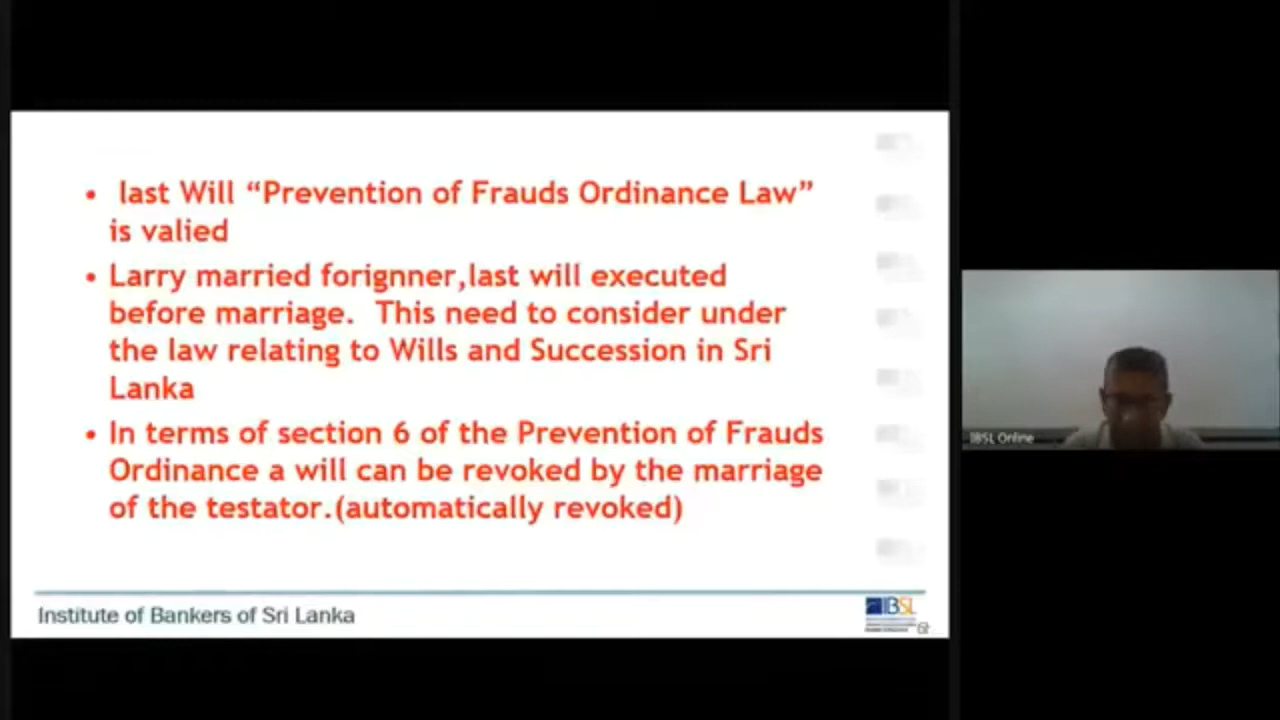 • last Will “Prevention of Frauds Ordinance Law”
is valied
• Larry married forignner,last will executed
before marriage. This need to consider under
the law relating to Wills and Succession in Sri
Lanka
• In terms of section 6 of the Prevention of Frauds
Ordinance a will can be revoked by the marriage
of the testator.(automatically revoked)
Institute of Bankers of Sri Lanka
IBSL
IBSL Online